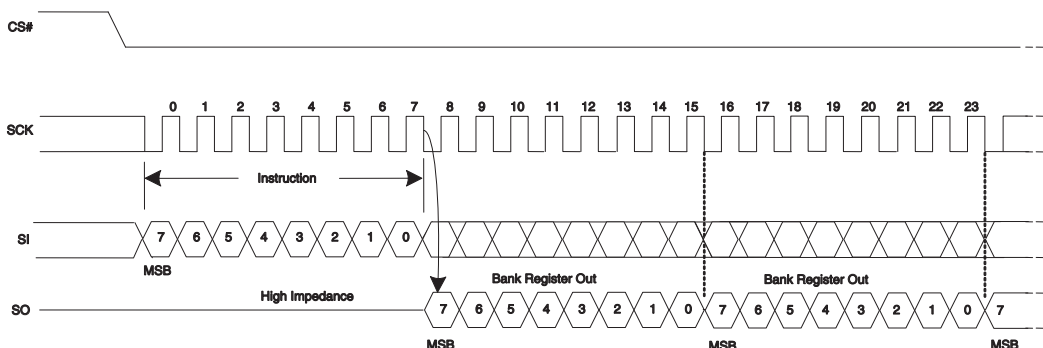 CS#
0 1 2 3 4 5 6 7 8 9 10 11 12 13 14 15 16 17 18 19 20 21 22 23
SCK
Instruction
SI 7 6 5 4 3 2 1 0
MSB
Bank Register Out Bank Register Out
High Impedance
SO 7 6 5 4 3 2 1 0 7 6 5 4 3 2 1 0 7
MSB MSB MSB